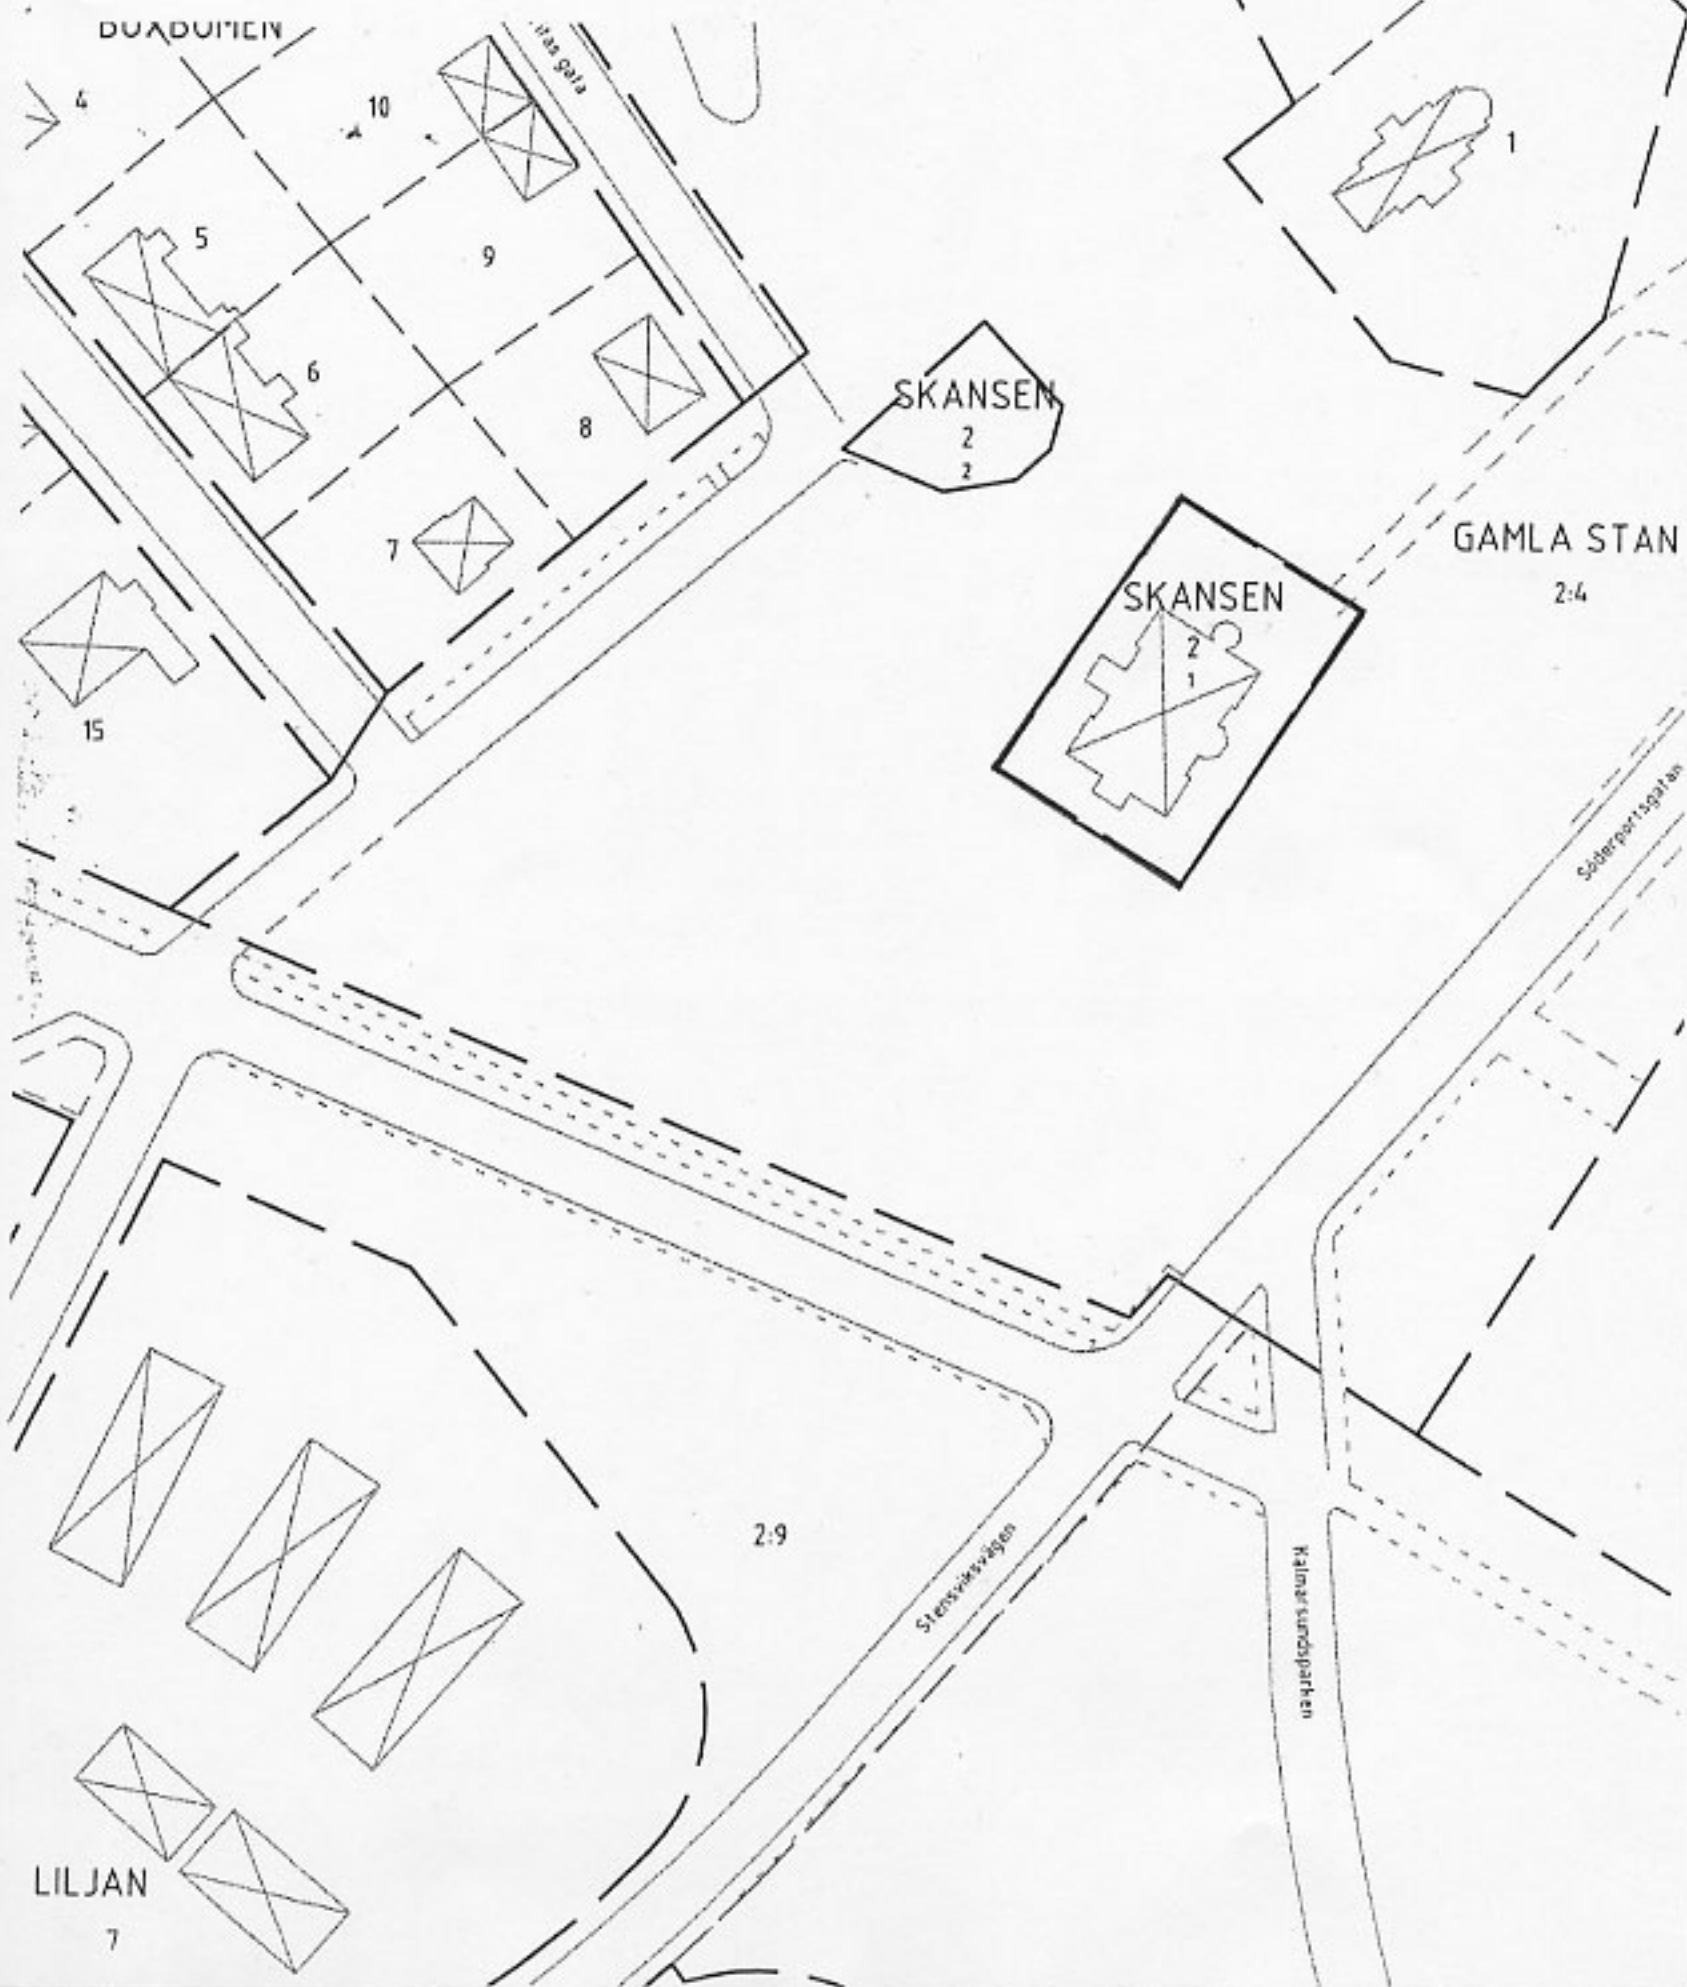 BUXBOMEN
4
10
1
5
9
6
SKANSEN
2
2
8
7
GAMLA STAN
2:4
SKANSEN
2
1
15
Söderportsgatan
2:9
Stensviksvägen
Kalmarsundsparken
LILJAN
7